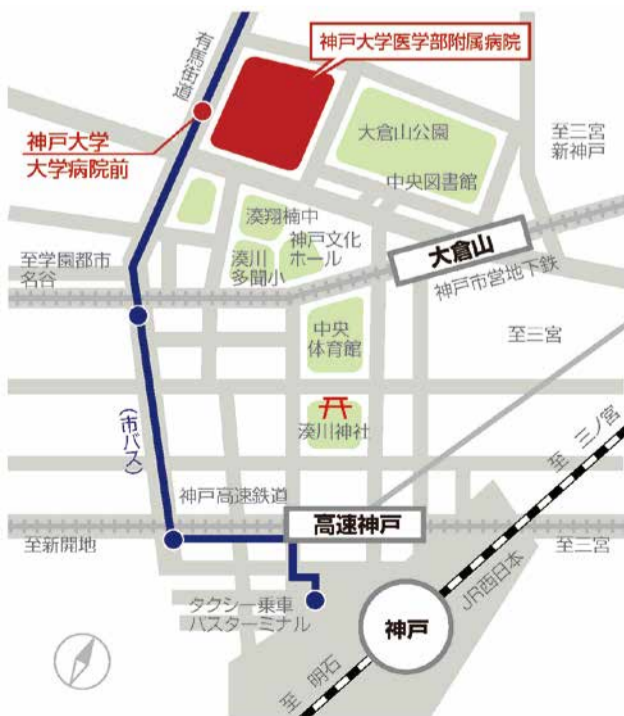 有馬街道
神戸大学医学部附属病院
神戸大学
大学病院前
大倉山公園
中央図書館
至三宮
新神戸
湊翔楠中
神戸文化
ホール
湊川
多聞小
大倉山
神戸市営地下鉄
至学園都市
名谷
中央
体育館
至三宮
(市バス)
湊川神社
至 三ノ宮
神戸高速鉄道
高速神戸
至新開地
至三宮
JR西日本
タクシー乗車
バスターミナル
神戸
至 明石